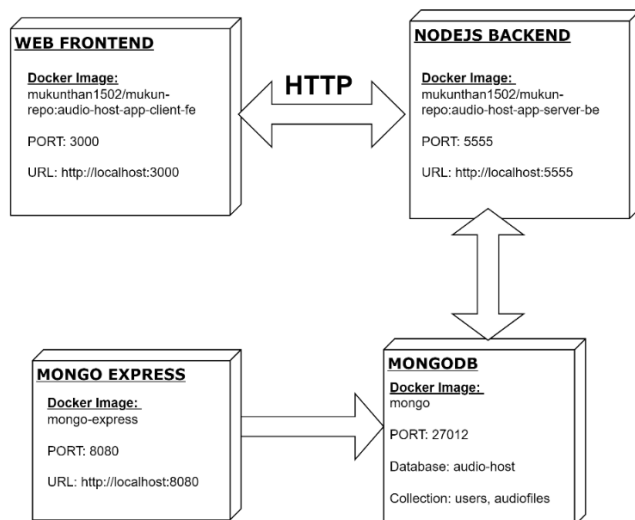 WEB FRONTEND
Docker Image:
mukunthan1502/mukun-
repo:audio-host-app-client-fe
PORT: 3000
URL: http://localhost:3000
HTTP
NODEJS BACKEND
Docker Image:
mukunthan1502/mukun-
repo:audio-host-app-server-be
PORT: 5555
URL: http://localhost:5555
MONGO EXPRESS
Docker Image:
mongo-express
PORT: 8080
URL: http://localhost:8080
MONGODB
Docker Image:
mongo
PORT: 27012
Database: audio-host
Collection: users, audiofiles